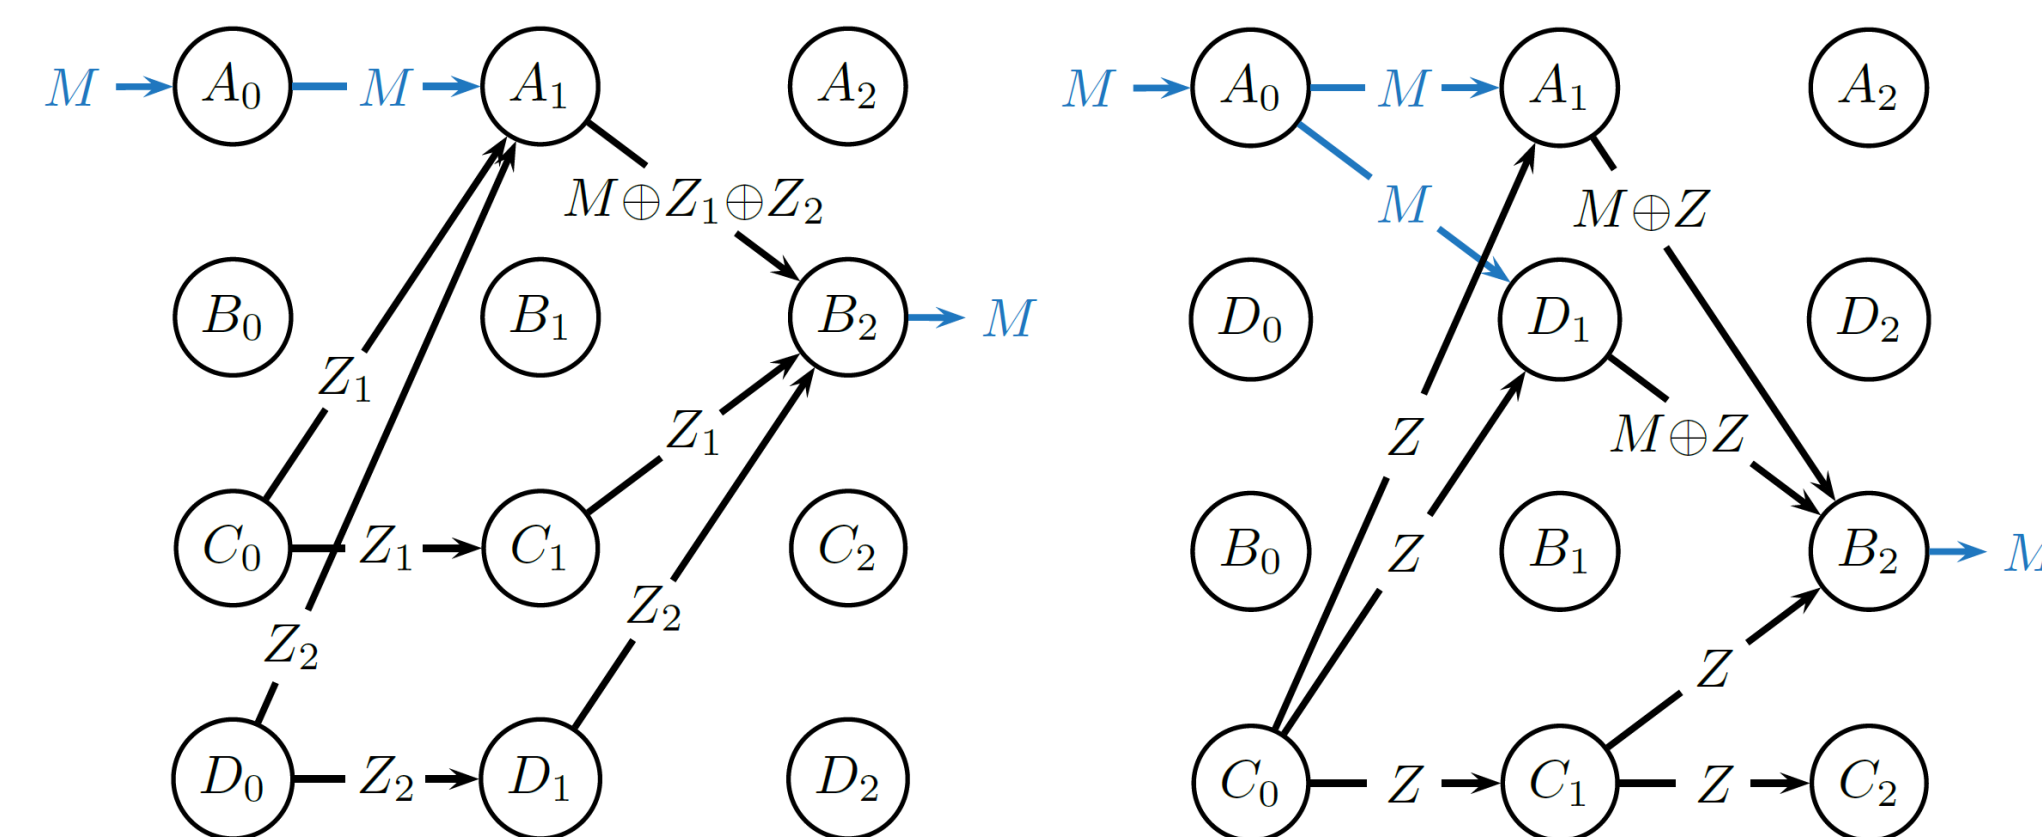 M A₀ M A₁ A₂
M⊕Z₁⊕Z₂
B₀ B₁ B₂ M
Z₁
Z₁
C₀ Z₁ C₁ C₂
Z₂
Z₂
D₀ Z₂ D₁ D₂
M A₀ M A₁ A₂
M M⊕Z
D₀ D₁ D₂
Z M⊕Z
B₀ Z B₁ B₂ M
Z
C₀ Z C₁ Z C₂